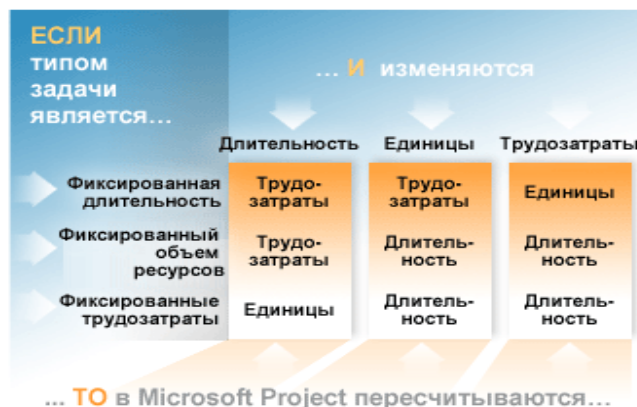 ЕСЛИ
типом
задачи
является...
... И изменяются
Длительность Единицы Трудозатраты
Фиксированная
длительность
Трудо-
затраты
Трудо-
затраты
Единицы
Фиксированный
объем
ресурсов
Трудо-
затраты
Длитель-
ность
Длитель-
ность
Фиксированные
трудозатраты
Единицы
Длитель-
ность
Длитель-
ность
... ТО в Microsoft Project пересчитываются...